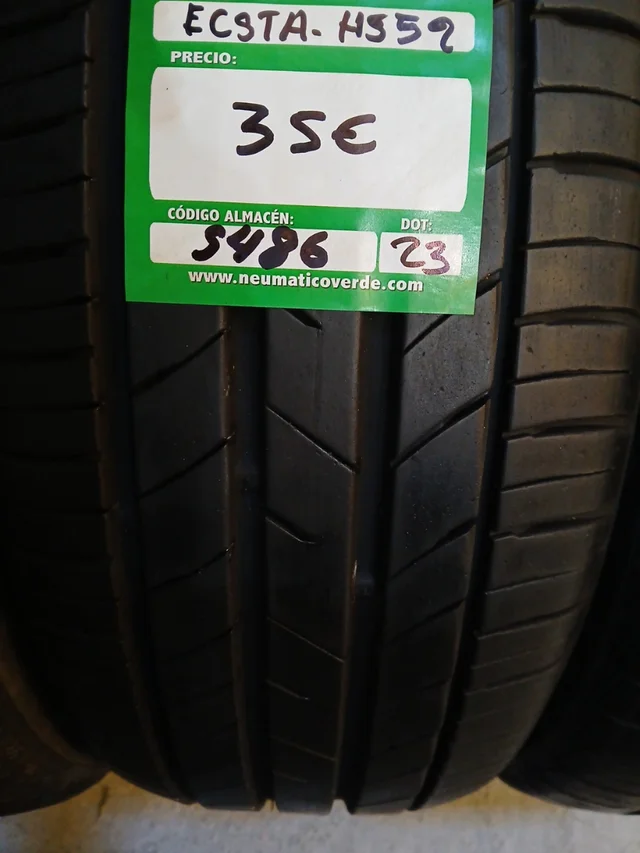 ECSTA-HS52
PRECIO:
35€
CÓDIGO ALMACÉN:
DOT:
5486
23
www.neumaticoverde.com